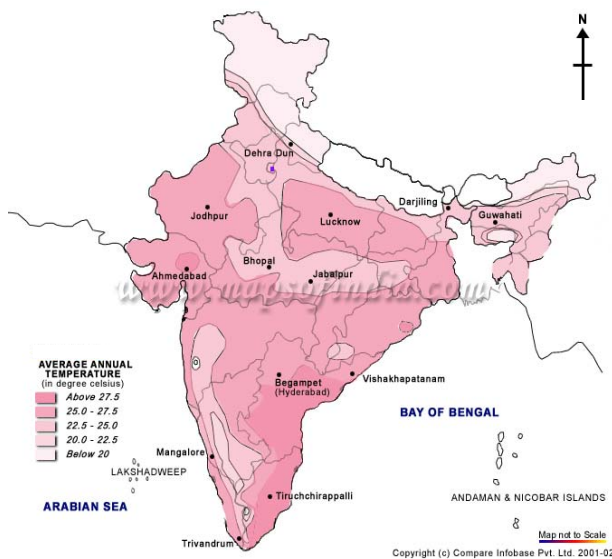 N
Dehra Dun
Darjiling
Jodhpur
Lucknow
Guwahati
Bhopal
Ahmedabad
Jabalpur
www.mapsofindia.com
AVERAGE ANNUAL
TEMPERATURE
(in degree celsius)
Above 27.5
25.0 - 27.5
22.5 - 25.0
20.0 - 22.5
Below 20
Begampet
(Hyderabad)
Vishakhapatanam
BAY OF BENGAL
Mangalore
LAKSHADWEEP
Tiruchchirappalli
ANDAMAN & NICOBAR ISLANDS
ARABIAN SEA
Trivandrum
Map not to Scale
Copyright (c) Compare Infobase Pvt. Ltd. 2001-02